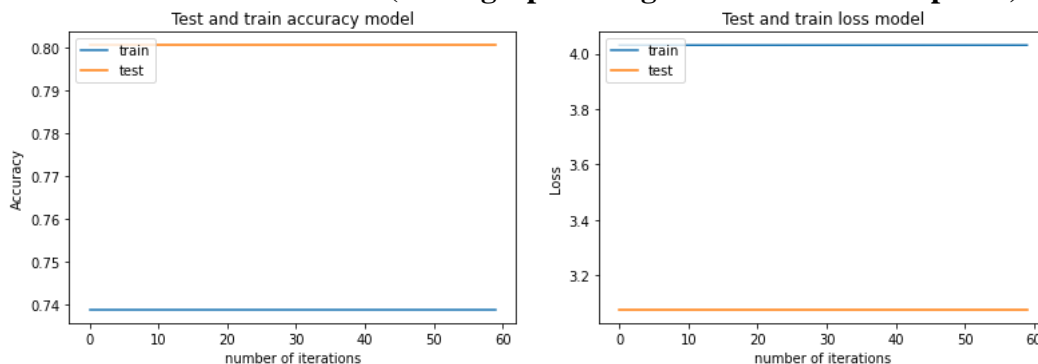 Test and train accuracy model
train
test
0.80
0.79
0.78
0.77
0.76
0.75
0.74
Accuracy
0 10 20 30 40 50 60
number of iterations
Test and train loss model
train
test
4.0
3.8
3.6
3.4
3.2
Loss
0 10 20 30 40 50 60
number of iterations